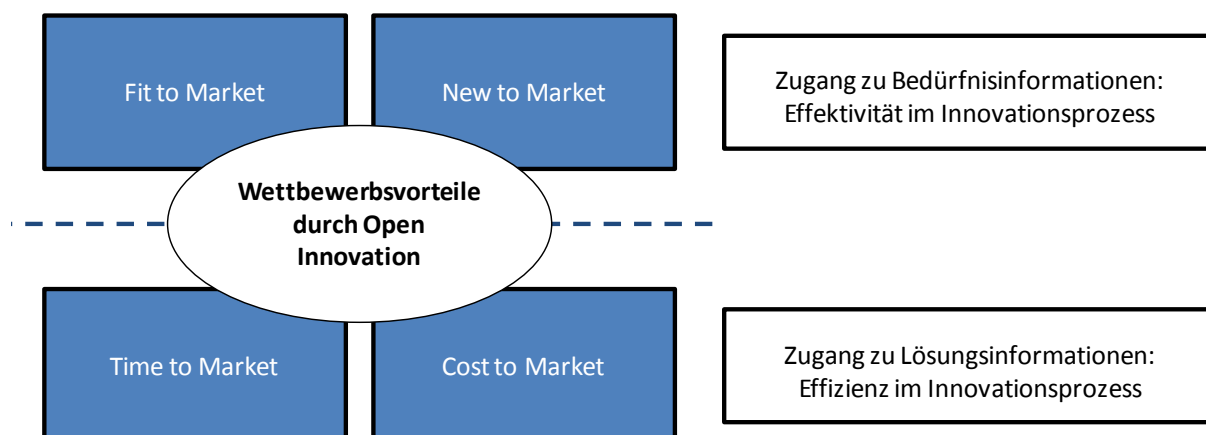 Fit to Market
New to Market
Zugang zu Bedürfnisinformationen:
Effektivität im Innovationsprozess
Wettbewerbsvorteile
durch Open
Innovation
Time to Market
Cost to Market
Zugang zu Lösungsinformationen:
Effizienz im Innovationsprozess